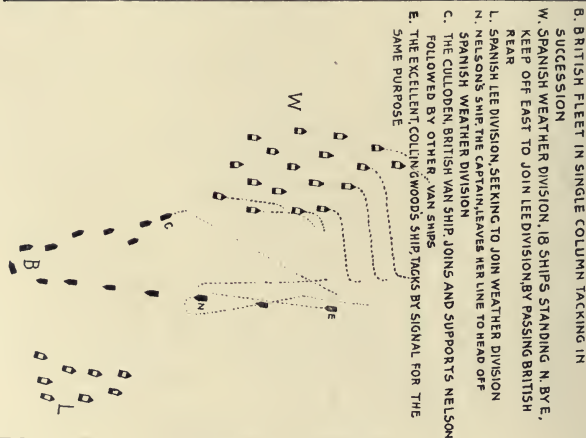 B. BRITISH FLEET IN SINGLE COLUMN TACKING IN
SUCCESSION
W. SPANISH WEATHER DIVISION, 18 SHIPS STANDING N. BY E,
KEEP OFF EAST TO JOIN LEE DIVISION, BY PASSING BRITISH
REAR
L. SPANISH LEE DIVISION, SEEKING TO JOIN WEATHER DIVISION
N. NELSON'S SHIP, THE CAPTAIN, LEAVES HER LINE TO HEAD OFF
SPANISH WEATHER DIVISION
C. THE CULLODEN, BRITISH VAN SHIP, JOINS AND SUPPORTS NELSON
FOLLOWED BY OTHER VAN SHIPS
E. THE EXCELLENT, COLLINGWOOD'S SHIP, TACKS BY SIGNAL FOR THE
SAME PURPOSE
W
C
B
N
E
L